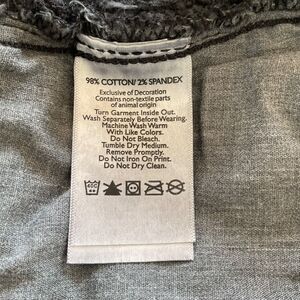 98% COTTON/ 2% SPANDEX
Exclusive of Decoration
Contains non-textile parts
of animal origin
Turn Garment Inside Out.
Wash Separately Before Wearing.
Machine Wash Warm
With Like Colors.
Do Not Bleach.
Tumble Dry Medium.
Remove Promptly.
Do Not Iron On Print.
Do Not Dry Clean.
40C